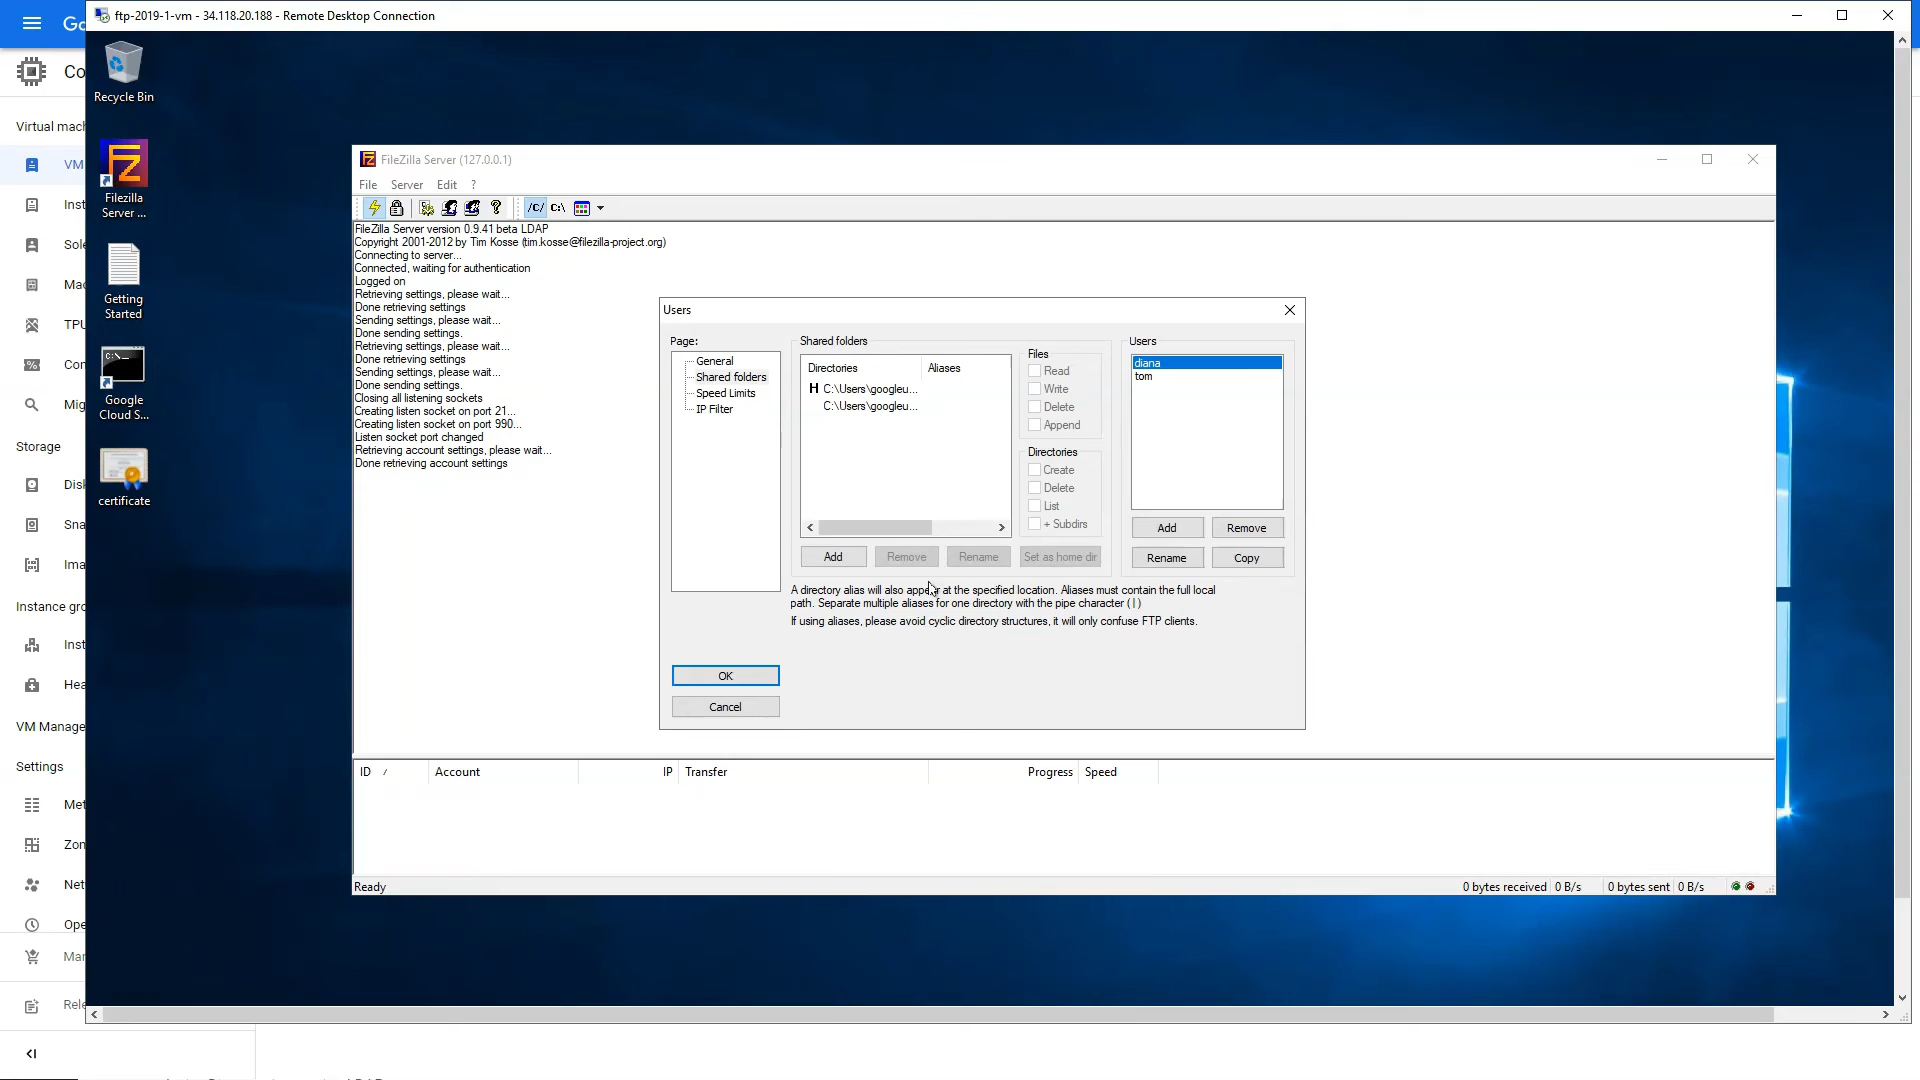 ftp-2019-1-vm - 34.118.20.188 - Remote Desktop Connection
Recycle Bin
Virtual
VM
Filezilla
Server ...
Getting
Started
Google
Cloud S...
certificate
Storage
VM Manage
Settings
FileZilla Server (127.0.0.1)
File Server Edit ?
/C/ C:\
FileZilla Server version 0.9.41 beta LDAP
Copyright 2001-2012 by Tim Kosse (tim.kosse@filezilla-project.org)
Connecting to server...
Connected, waiting for authentication
Logged on
Retrieving settings, please wait...
Done retrieving settings
Sending settings, please wait...
Done sending settings.
Retrieving settings, please wait...
Done retrieving settings
Sending settings, please wait...
Done sending settings.
Closing all listening sockets
Creating listen socket on port 21...
Creating listen socket on port 990...
Listen socket port changed
Retrieving account settings, please wait...
Done retrieving account settings
Users
Page:
General
Shared folders
Speed Limits
IP Filter
Shared folders
Directories Aliases
H C:\Users\googleu...
C:\Users\googleu...
Files
Read
Write
Delete
Append
Directories
Create
Delete
List
+ Subdirs
Add Remove Rename Set as home dir
Users
diana
tom
Add Remove
Rename Copy
A directory alias will also appear at the specified location. Aliases must contain the full local
path. Separate multiple aliases for one directory with the pipe character ( | )
If using aliases, please avoid cyclic directory structures, it will only confuse FTP clients.
OK
Cancel
ID / Account IP Transfer Progress Speed
Ready 0 bytes received 0 B/s 0 bytes sent 0 B/s